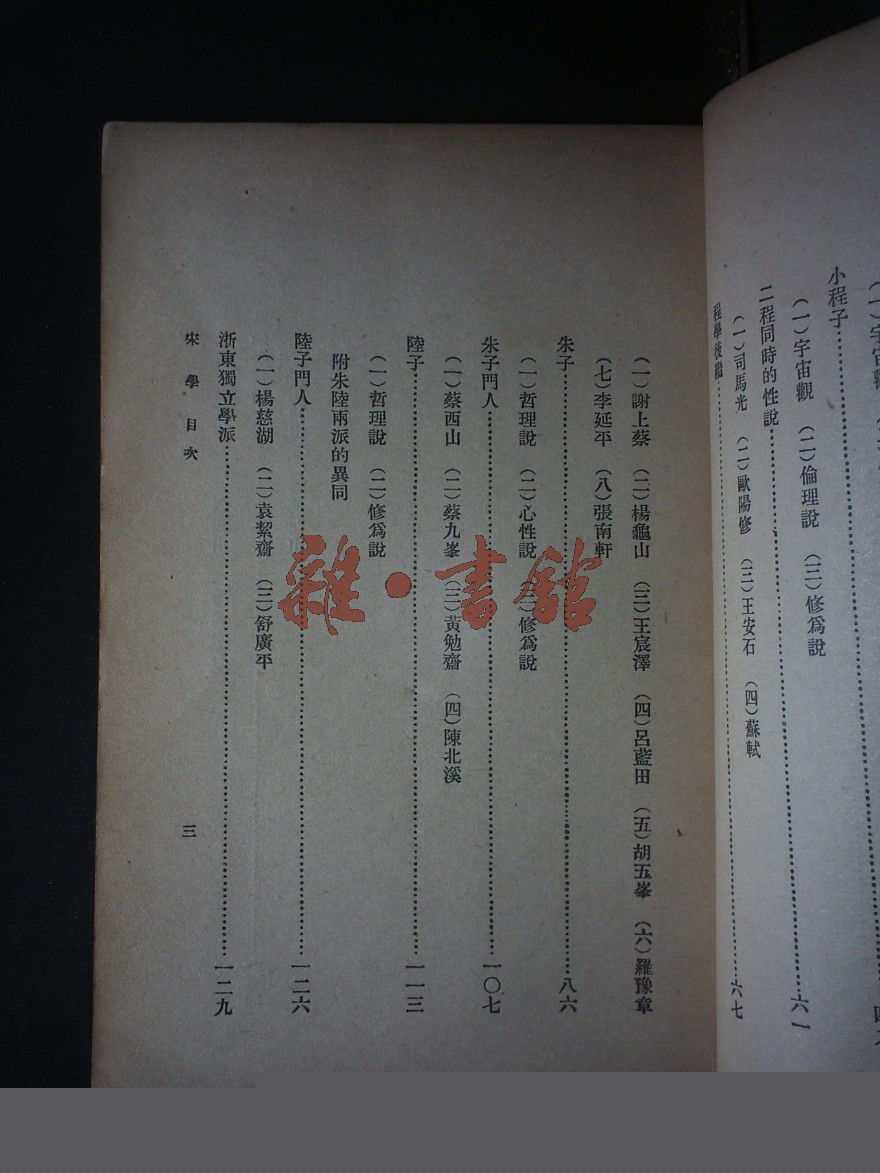 小程子
（一）宇宙觀　（二）倫理說　（三）修爲說
二程同時的性說……六一
（一）司馬光　（二）歐陽修　（三）王安石　（四）蘇軾
程學後繼……六七
（一）謝上蔡　（二）楊龜山　（三）王宸澤　（四）呂藍田　（五）胡五峯　（六）羅豫章
（七）李延平　（八）張南軒
朱子……八六
（一）哲理說　（二）心性說　（三）修爲說
朱子門人……一〇七
（一）蔡西山　（二）蔡九峯　（三）黃勉齋　（四）陳北溪
陸子……一一三
（一）哲理說　（二）修爲說
附朱陸兩派的異同
陸子門人……一二六
（一）楊慈湖　（二）袁絜齋　（三）舒廣平
浙東獨立學派……一二九
宋學　目次
三
雜·書館